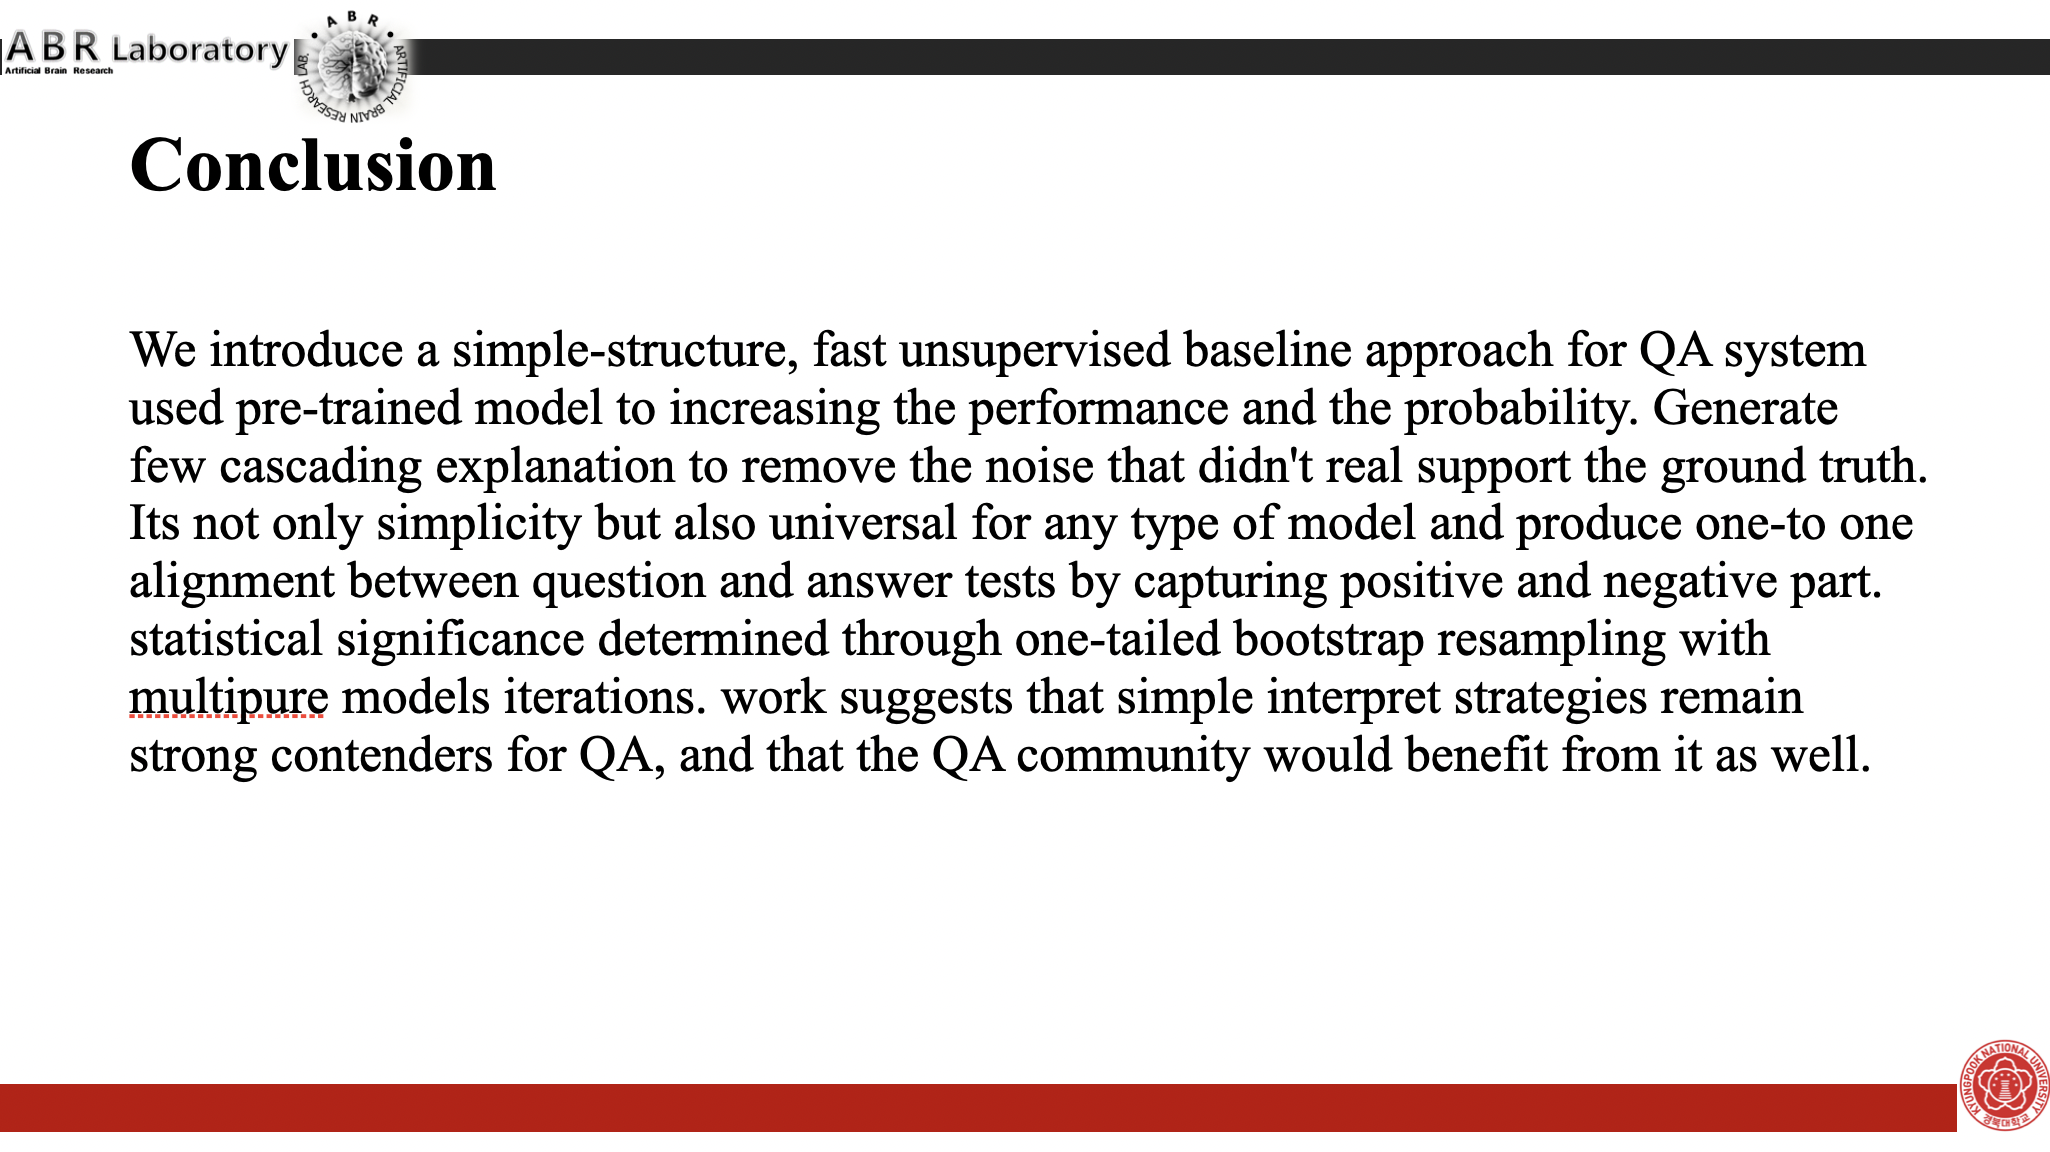 ABR Laboratory
Artificial Brain Research
A B R
ARTIFICIAL BRAIN RESEARCH LAB.
Conclusion
We introduce a simple-structure, fast unsupervised baseline approach for QA system
used pre-trained model to increasing the performance and the probability. Generate
few cascading explanation to remove the noise that didn't real support the ground truth.
Its not only simplicity but also universal for any type of model and produce one-to one
alignment between question and answer tests by capturing positive and negative part.
statistical significance determined through one-tailed bootstrap resampling with
multipure models iterations. work suggests that simple interpret strategies remain
strong contenders for QA, and that the QA community would benefit from it as well.
KYUNGPOOK NATIONAL UNIVERSITY
경북대학교